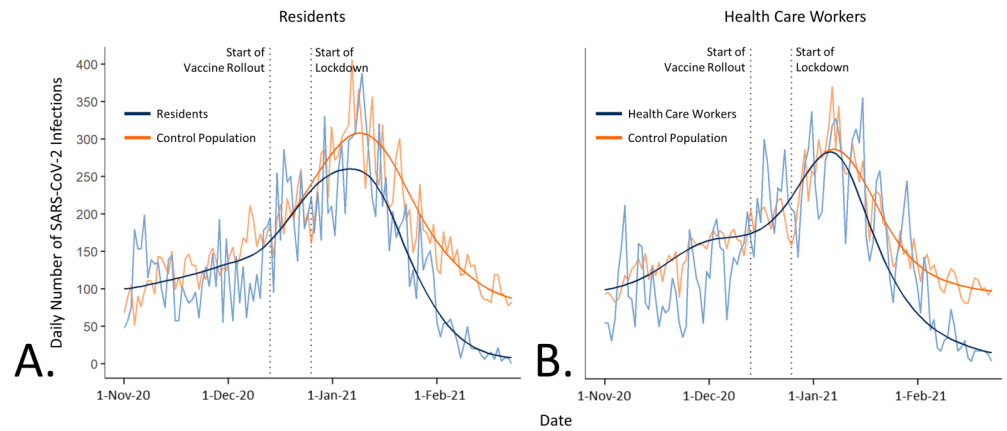 Residents
Health Care Workers
Daily Number of SARS-CoV-2 Infections
400
350
300
250
200
150
100
50
0
Start of
Vaccine Rollout
Start of
Lockdown
Residents
Control Population
1-Nov-20
1-Dec-20
1-Jan-21
1-Feb-21
A.
Start of
Vaccine Rollout
Start of
Lockdown
Health Care Workers
Control Population
1-Nov-20
1-Dec-20
1-Jan-21
1-Feb-21
B.
Date